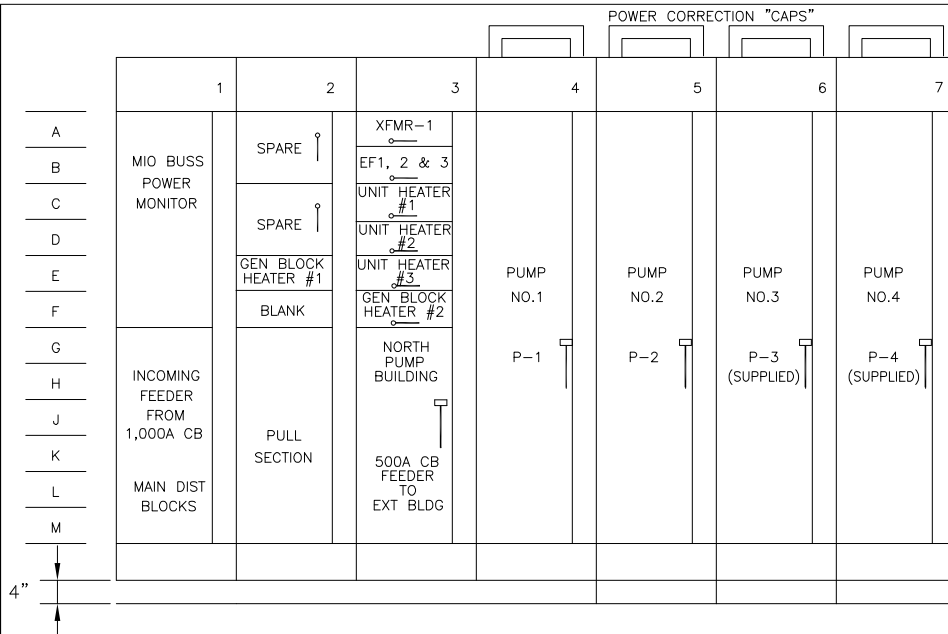 POWER CORRECTION "CAPS"
1
2
3
4
5
6
7
A
B
C
D
E
F
G
H
J
K
L
M
4"
MIO BUSS
POWER
MONITOR
INCOMING
FEEDER
FROM
1,000A CB
MAIN DIST
BLOCKS
SPARE
SPARE
GEN BLOCK
HEATER #1
BLANK
PULL
SECTION
XFMR-1
EF1, 2 & 3
UNIT HEATER
#1
UNIT HEATER
#2
UNIT HEATER
#3
GEN BLOCK
HEATER #2
NORTH
PUMP
BUILDING
500A CB
FEEDER
TO
EXT BLDG
PUMP
NO.1
P-1
PUMP
NO.2
P-2
PUMP
NO.3
P-3
(SUPPLIED)
PUMP
NO.4
P-4
(SUPPLIED)